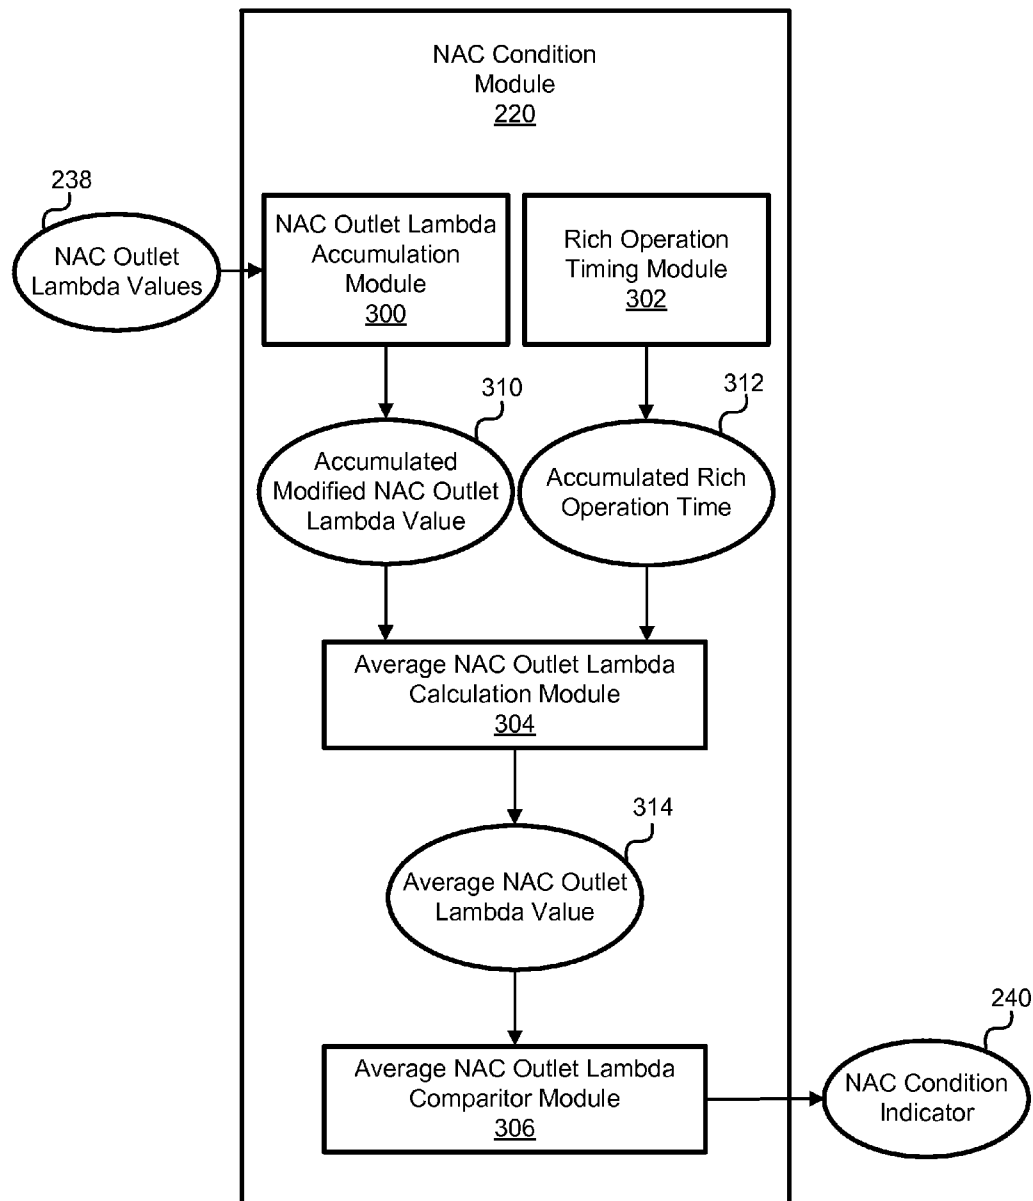 NAC Condition
Module
220
238
NAC Outlet
Lambda Values
NAC Outlet Lambda
Accumulation
Module
300
Rich Operation
Timing Module
302
310
Accumulated
Modified NAC Outlet
Lambda Value
312
Accumulated Rich
Operation Time
Average NAC Outlet Lambda
Calculation Module
304
314
Average NAC Outlet
Lambda Value
Average NAC Outlet Lambda
Comparitor Module
306
240
NAC Condition
Indicator